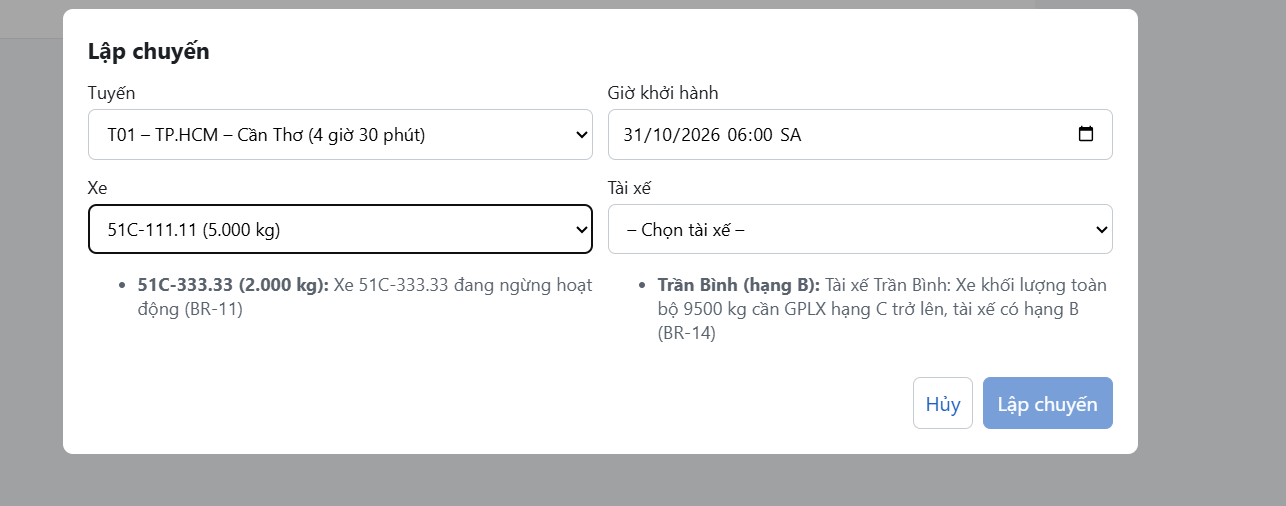 Lập chuyến
Tuyến
Giờ khởi hành
T01 – TP.HCM – Cần Thơ (4 giờ 30 phút)
31/10/2026 06:00 SA
Xe
Tài xế
51C-111.11 (5.000 kg)
– Chọn tài xế –
51C-333.33 (2.000 kg): Xe 51C-333.33 đang ngừng hoạt
động (BR-11)
Trần Bình (hạng B): Tài xế Trần Bình: Xe khối lượng toàn
bộ 9500 kg cần GPLX hạng C trở lên, tài xế có hạng B
(BR-14)
Hủy
Lập chuyến